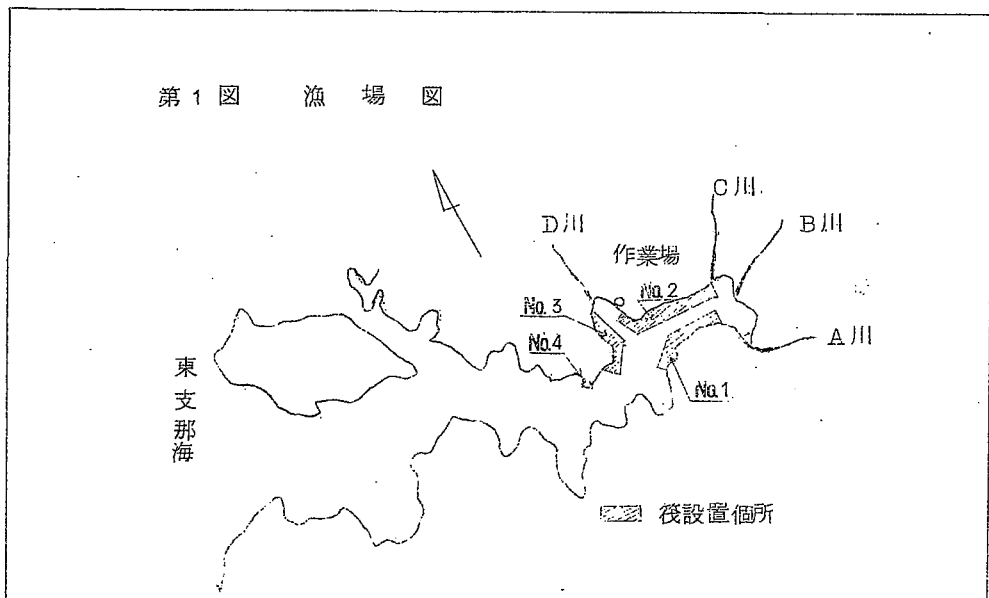 第1図 漁場図
C川
D川
B川
作業場
No.2
No.3
A川
No.4
東支那海
No.1
筏設置個所